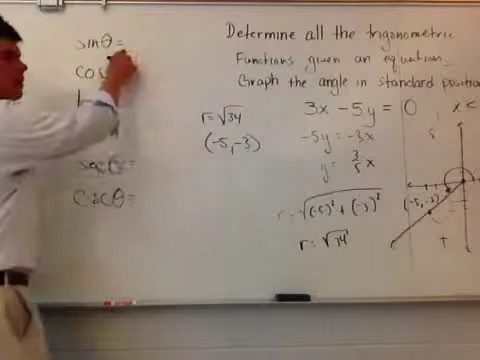 sinθ=
cos
secθ=
cscθ=
r=√34
(-5,-3)
Determine all the trigonometric
Functions given an equation.
Graph the angle in standard position
3x - 5y = 0
x <
-5y = -3x
y = 3/5 x
r = √(-5)² + (-3)²
r = √34
(-5,-3)